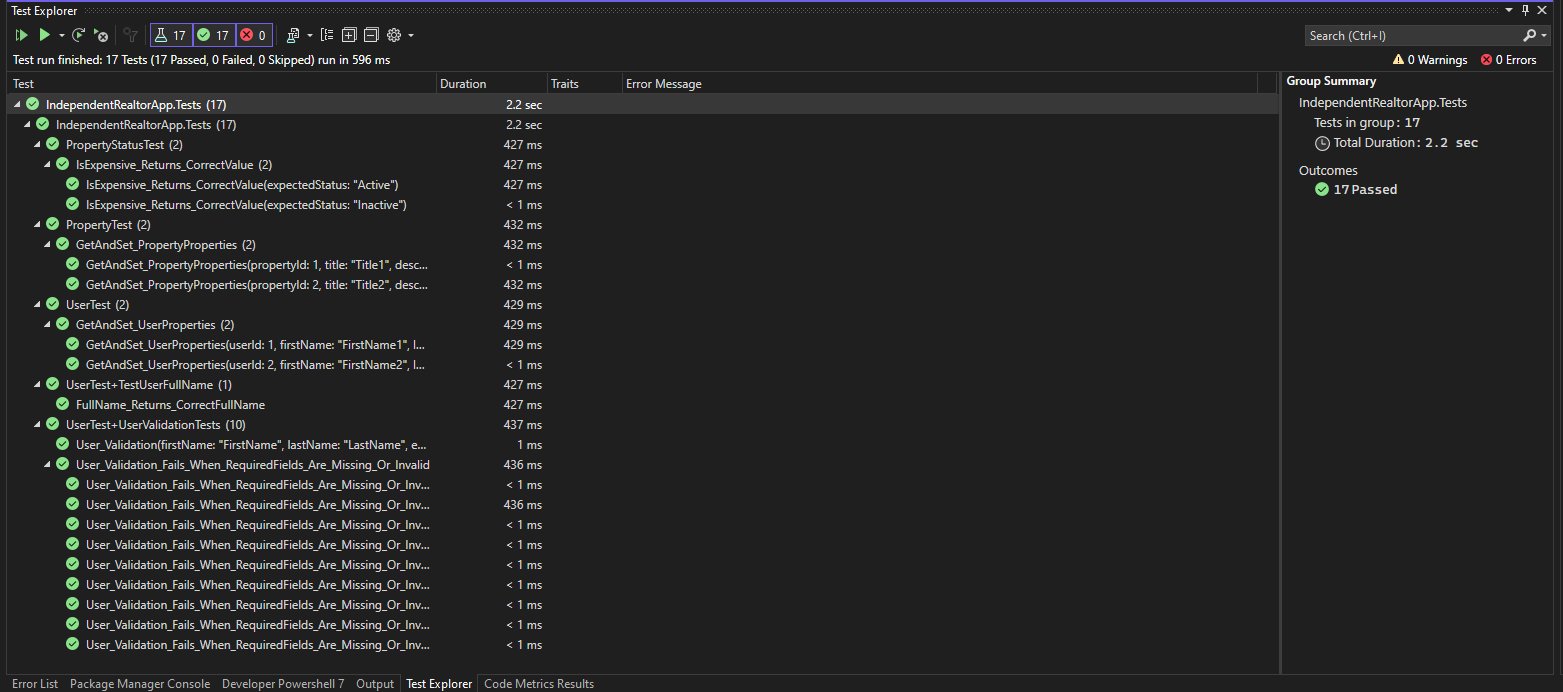 Test Explorer
17 17 0
Search (Ctrl+I)
Test run finished: 17 Tests (17 Passed, 0 Failed, 0 Skipped) run in 596 ms
0 Warnings 0 Errors
Test Duration Traits Error Message
IndependentRealtorApp.Tests (17) 2.2 sec
IndependentRealtorApp.Tests (17) 2.2 sec
PropertyStatusTest (2) 427 ms
IsExpensive_Returns_CorrectValue (2) 427 ms
IsExpensive_Returns_CorrectValue(expectedStatus: "Active") 427 ms
IsExpensive_Returns_CorrectValue(expectedStatus: "Inactive") < 1 ms
PropertyTest (2) 432 ms
GetAndSet_PropertyProperties (2) 432 ms
GetAndSet_PropertyProperties(propertyId: 1, title: "Title1", desc... < 1 ms
GetAndSet_PropertyProperties(propertyId: 2, title: "Title2", desc... 432 ms
UserTest (2) 429 ms
GetAndSet_UserProperties (2) 429 ms
GetAndSet_UserProperties(userId: 1, firstName: "FirstName1", l... 429 ms
GetAndSet_UserProperties(userId: 2, firstName: "FirstName2", l... < 1 ms
UserTest+TestUserFullName (1) 427 ms
FullName_Returns_CorrectFullName 427 ms
UserTest+UserValidationTests (10) 437 ms
User_Validation(firstName: "FirstName", lastName: "LastName", e... 1 ms
User_Validation_Fails_When_RequiredFields_Are_Missing_Or_Invalid 436 ms
User_Validation_Fails_When_RequiredFields_Are_Missing_Or_Inv... < 1 ms
User_Validation_Fails_When_RequiredFields_Are_Missing_Or_Inv... 436 ms
User_Validation_Fails_When_RequiredFields_Are_Missing_Or_Inv... < 1 ms
User_Validation_Fails_When_RequiredFields_Are_Missing_Or_Inv... < 1 ms
User_Validation_Fails_When_RequiredFields_Are_Missing_Or_Inv... < 1 ms
User_Validation_Fails_When_RequiredFields_Are_Missing_Or_Inv... < 1 ms
User_Validation_Fails_When_RequiredFields_Are_Missing_Or_Inv... < 1 ms
User_Validation_Fails_When_RequiredFields_Are_Missing_Or_Inv... < 1 ms
User_Validation_Fails_When_RequiredFields_Are_Missing_Or_Inv... < 1 ms
Group Summary
IndependentRealtorApp.Tests
Tests in group: 17
Total Duration: 2.2 sec
Outcomes
17 Passed
Error List Package Manager Console Developer Powershell 7 Output Test Explorer Code Metrics Results